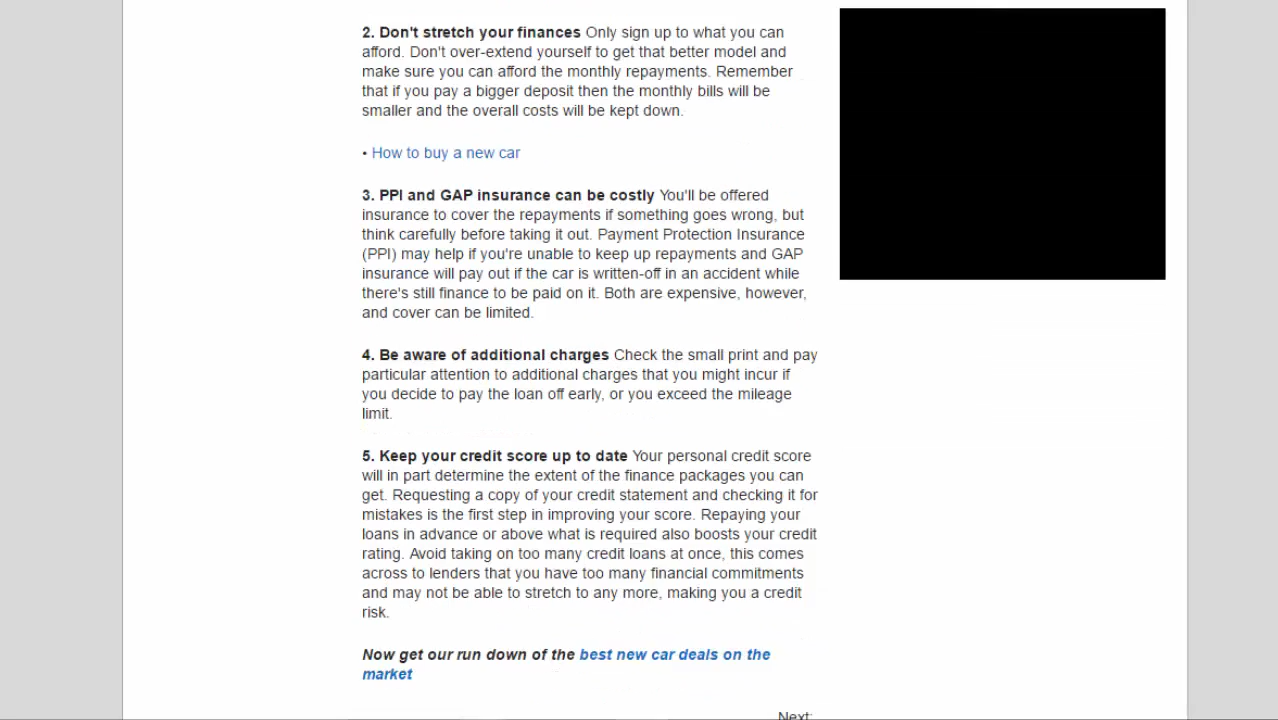 2. Don't stretch your finances Only sign up to what you can
afford. Don't over-extend yourself to get that better model and
make sure you can afford the monthly repayments. Remember
that if you pay a bigger deposit then the monthly bills will be
smaller and the overall costs will be kept down.
• How to buy a new car
3. PPI and GAP insurance can be costly You'll be offered
insurance to cover the repayments if something goes wrong, but
think carefully before taking it out. Payment Protection Insurance
(PPI) may help if you're unable to keep up repayments and GAP
insurance will pay out if the car is written-off in an accident while
there's still finance to be paid on it. Both are expensive, however,
and cover can be limited.
4. Be aware of additional charges Check the small print and pay
particular attention to additional charges that you might incur if
you decide to pay the loan off early, or you exceed the mileage
limit.
5. Keep your credit score up to date Your personal credit score
will in part determine the extent of the finance packages you can
get. Requesting a copy of your credit statement and checking it for
mistakes is the first step in improving your score. Repaying your
loans in advance or above what is required also boosts your credit
rating. Avoid taking on too many credit loans at once, this comes
across to lenders that you have too many financial commitments
and may not be able to stretch to any more, making you a credit
risk.
Now get our run down of the best new car deals on the
market
Next: